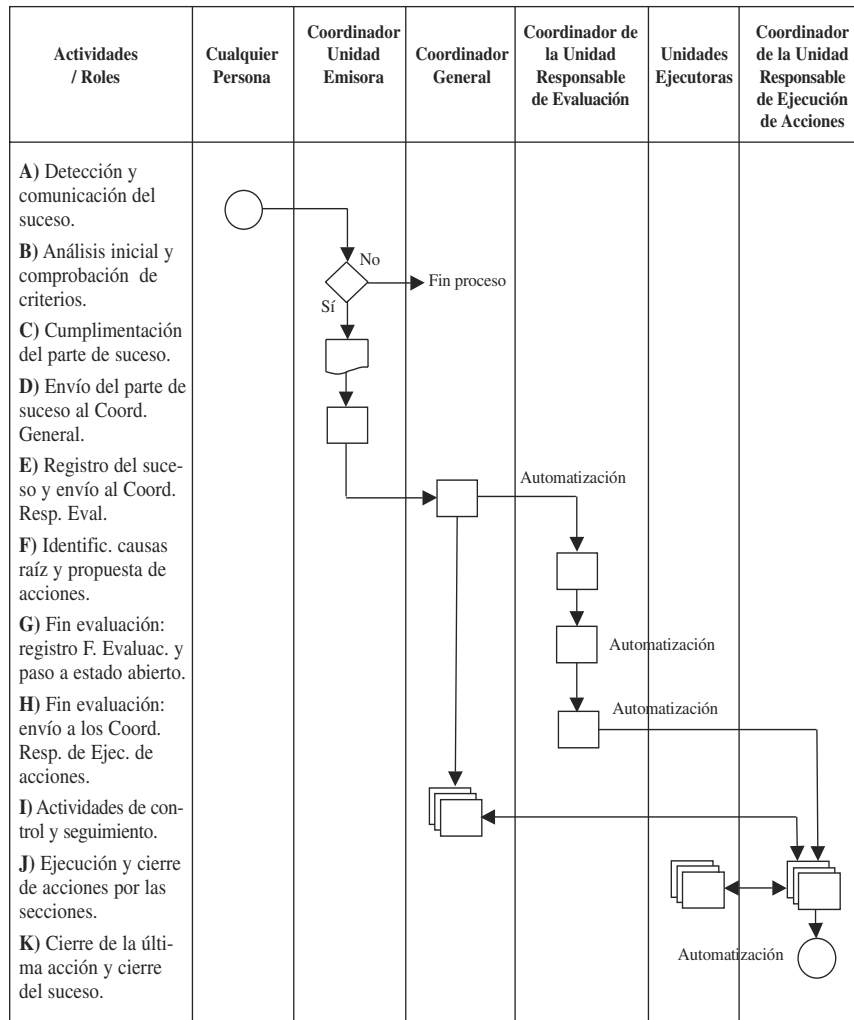 Actividades
/ Roles
Cualquier
Persona
Coordinador
Unidad
Emisora
Coordinador
General
Coordinador de
la Unidad
Responsable
de Evaluación
Unidades
Ejecutoras
Coordinador
de la Unidad
Responsable
de Ejecución
de Acciones
A) Detección y
comunicación del
suceso.
B) Análisis inicial y
comprobación de
criterios.
C) Cumplimentación
del parte de suceso.
D) Envío del parte de
suceso al Coord.
General.
E) Registro del suce-
so y envío al Coord.
Resp. Eval.
F) Identific. causas
raíz y propuesta de
acciones.
G) Fin evaluación:
registro F. Evaluac. y
paso a estado abierto.
H) Fin evaluación:
envío a los Coord.
Resp. de Ejec. de
acciones.
I) Actividades de con-
trol y seguimiento.
J) Ejecución y cierre
de acciones por las
secciones.
K) Cierre de la últi-
ma acción y cierre
del suceso.
No
Fin proceso
Sí
Automatización
Automatización
Automatización
Automatización